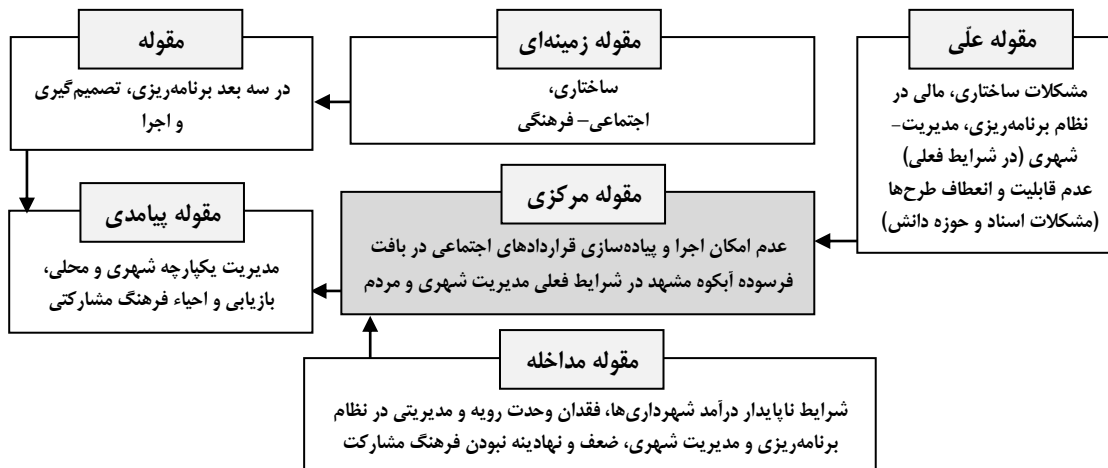 مقوله علّی
مشکلات ساختاری، مالی در
نظام برنامه‌ریزی، مدیریت-
شهری (در شرایط فعلی)
عدم قابلیت و انعطاف طرح‌ها
(مشکلات اسناد و حوزه دانش)
مقوله زمینه‌ای
ساختاری،
اجتماعی- فرهنگی
مقوله
در سه بعد برنامه‌ریزی، تصمیم‌گیری
و اجرا
مقوله مرکزی
عدم امکان اجرا و پیاده‌سازی قراردادهای اجتماعی در بافت
فرسوده آبکوه مشهد در شرایط فعلی مدیریت شهری و مردم
مقوله پیامدی
مدیریت یکپارچه شهری و محلی،
بازیابی و احیاء فرهنگ مشارکتی
مقوله مداخله
شرایط ناپایدار درآمد شهرداری‌ها، فقدان وحدت رویه و مدیریتی در نظام
برنامه‌ریزی و مدیریت شهری، ضعف و نهادینه نبودن فرهنگ مشارکت